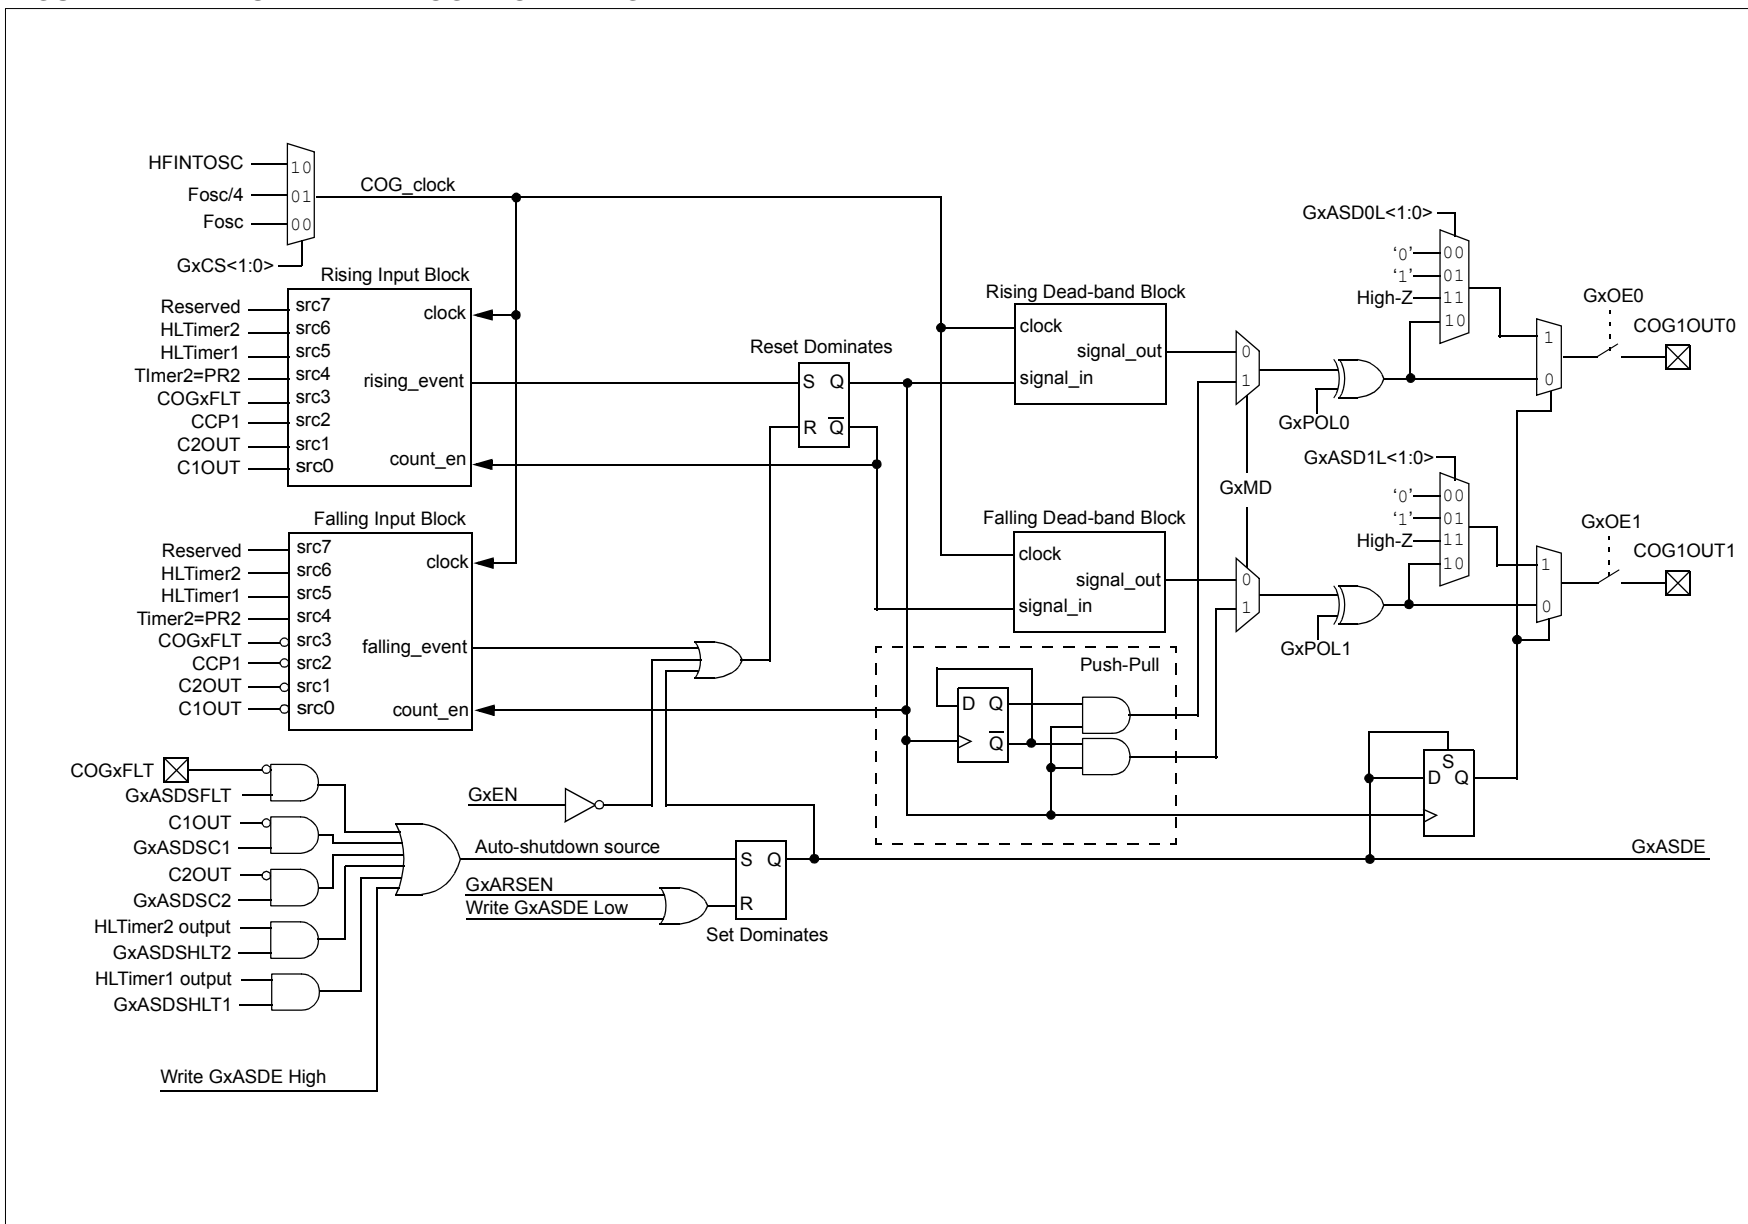 HFINTOSC
10
Fosc/4
01
Fosc
00
GxCS<1:0>
COG_clock
Rising Input Block
Reserved
src7
HLTimer2
src6
HLTimer1
src5
TImer2=PR2
src4
COGxFLT
src3
CCP1
src2
C2OUT
src1
C1OUT
src0
clock
rising_event
count_en
Falling Input Block
Reserved
src7
HLTimer2
src6
HLTimer1
src5
Timer2=PR2
src4
COGxFLT
src3
CCP1
src2
C2OUT
src1
C1OUT
src0
clock
falling_event
count_en
Reset Dominates
S Q
R Q
Rising Dead-band Block
clock
signal_out
signal_in
Falling Dead-band Block
clock
signal_out
signal_in
0
1
GxMD
0
1
GxPOL0
GxPOL1
GxASD0L<1:0>
‘0’
00
‘1’
01
High-Z
11
10
1
0
GxOE0
COG1OUT0
GxASD1L<1:0>
‘0’
00
‘1’
01
High-Z
11
10
1
0
GxOE1
COG1OUT1
Push-Pull
D Q
Q
S
D Q
GxASDE
COGxFLT
GxASDSFLT
C1OUT
GxASDSC1
C2OUT
GxASDSC2
HLTimer2 output
GxASDSHLT2
HLTimer1 output
GxASDSHLT1
Write GxASDE High
GxEN
Auto-shutdown source
GxARSEN
Write GxASDE Low
S Q
R
Set Dominates